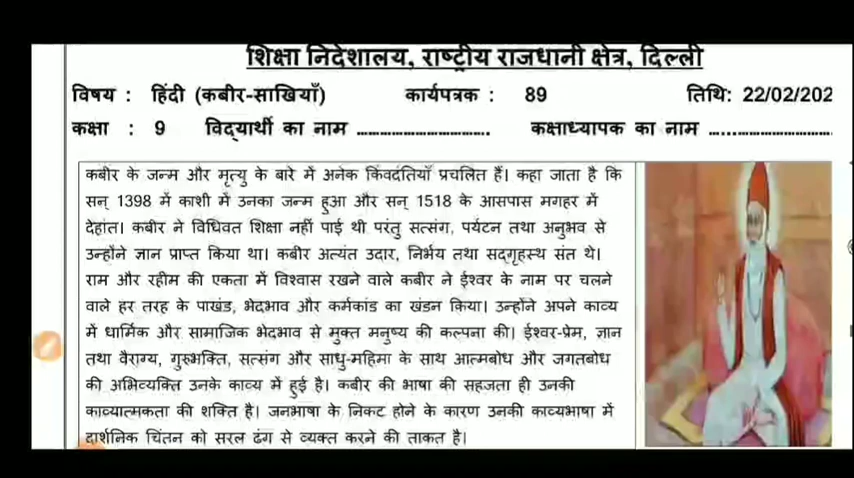 शिक्षा निदेशालय, राष्ट्रीय राजधानी क्षेत्र, दिल्ली
विषय : हिंदी (कबीर-साखियाँ) कार्यपत्रक : 89 तिथि: 22/02/202
कक्षा : 9 विद्यार्थी का नाम ................................. कक्षाध्यापक का नाम ..............................
कबीर के जन्म और मृत्यु के बारे में अनेक किंवदंतियाँ प्रचलित हैं। कहा जाता है कि
सन् 1398 में काशी में उनका जन्म हुआ और सन् 1518 के आसपास मगहर में
देहांत। कबीर ने विधिवत शिक्षा नहीं पाई थी परंतु सत्संग, पर्यटन तथा अनुभव से
उन्होंने ज्ञान प्राप्त किया था। कबीर अत्यंत उदार, निर्भय तथा सद्गृहस्थ संत थे।
राम और रहीम की एकता में विश्वास रखने वाले कबीर ने ईश्वर के नाम पर चलने
वाले हर तरह के पाखंड, भेदभाव और कर्मकांड का खंडन किया। उन्होंने अपने काव्य
में धार्मिक और सामाजिक भेदभाव से मुक्त मनुष्य की कल्पना की। ईश्वर-प्रेम, ज्ञान
तथा वैराग्य, गुरुभक्ति, सत्संग और साधु-महिमा के साथ आत्मबोध और जगतबोध
की अभिव्यक्ति उनके काव्य में हुई है। कबीर की भाषा की सहजता ही उनकी
काव्यात्मकता की शक्ति है। जनभाषा के निकट होने के कारण उनकी काव्यभाषा में
दार्शनिक चिंतन को सरल ढंग से व्यक्त करने की ताकत है।